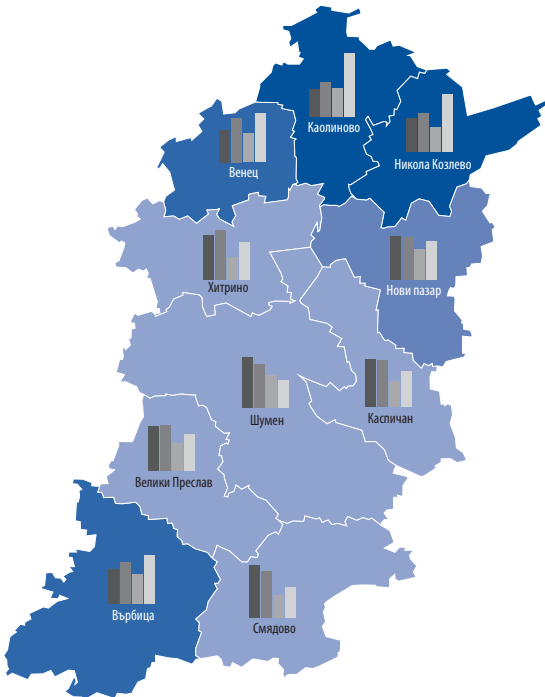 Каолиново
Никола Козлево
Венец
Хитрино
Нови пазар
Шумен
Каспичан
Велики Преслав
Върбица
Смядово